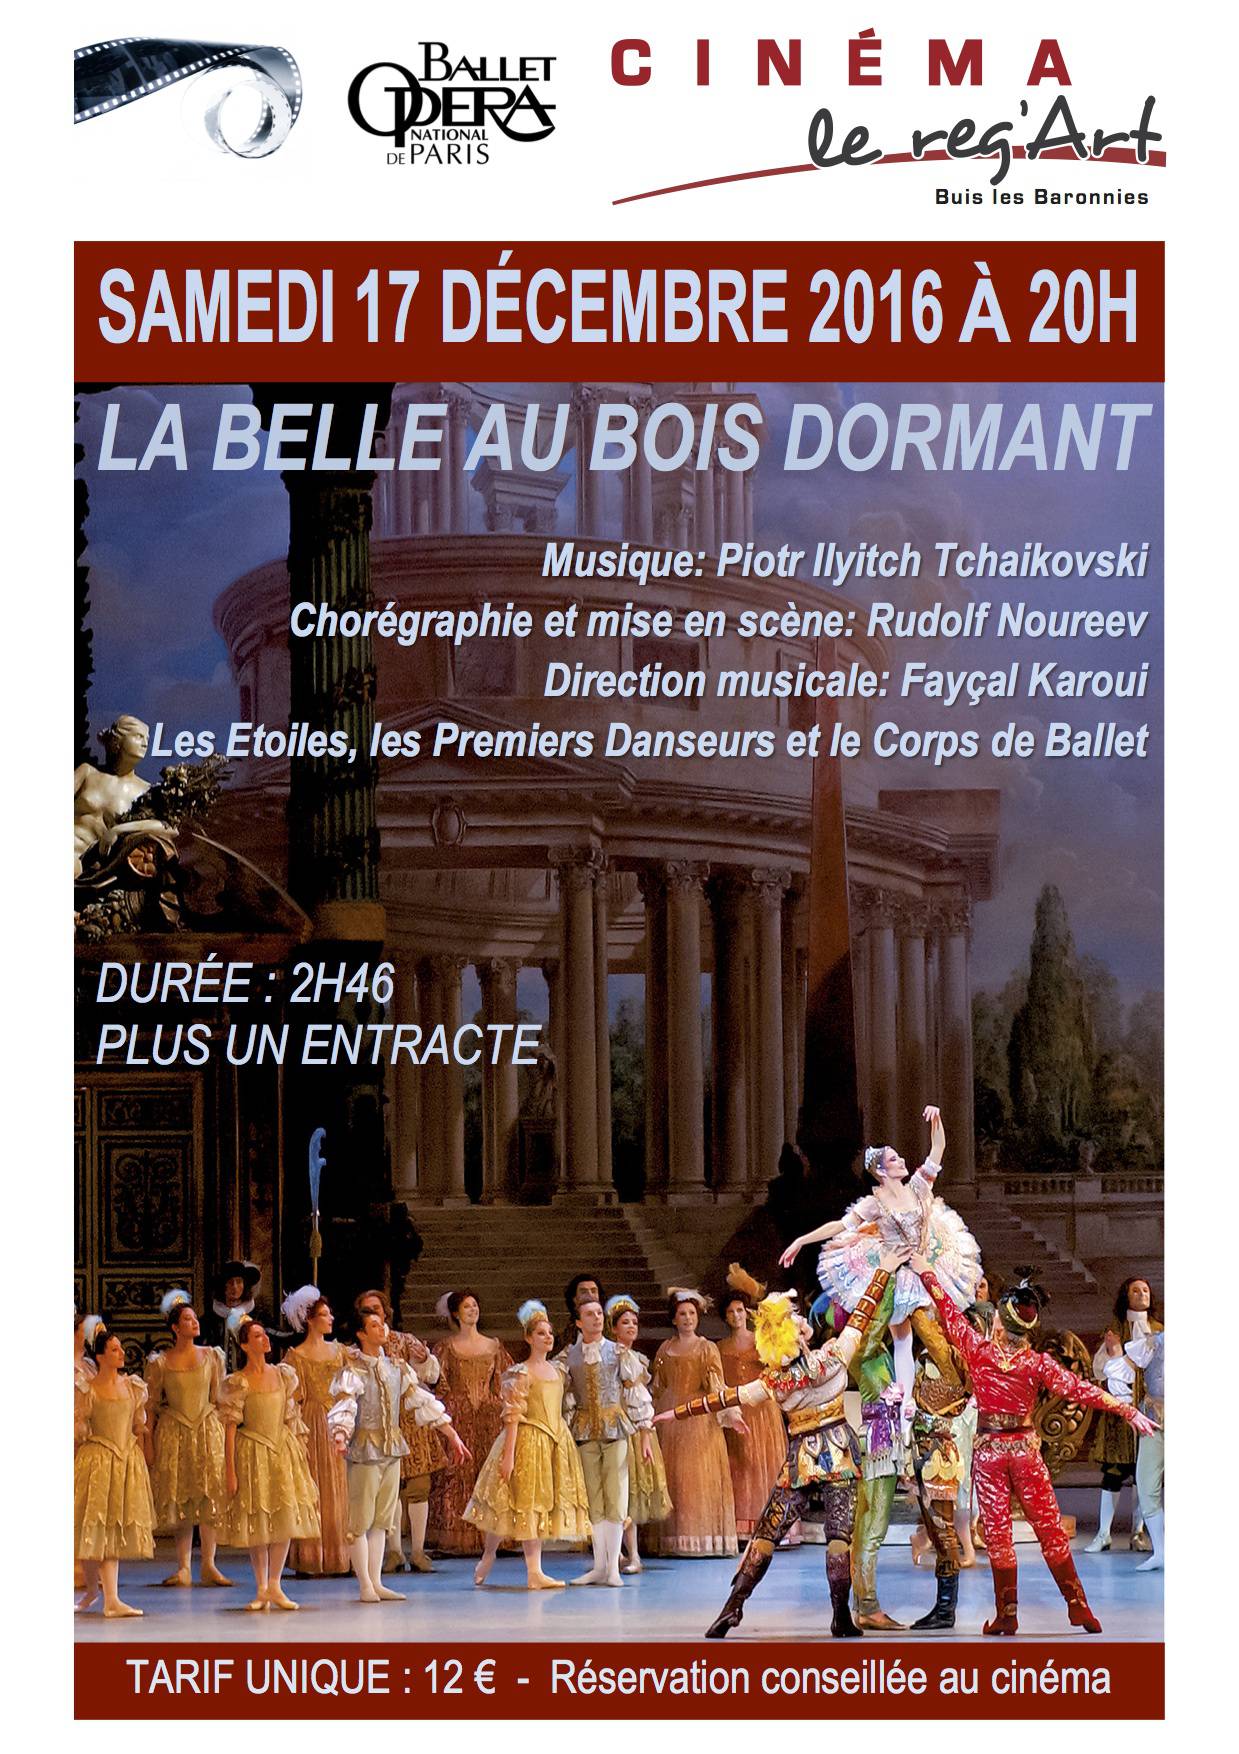 BALLET
OPERA
NATIONAL
DE PARIS
CINÉMA
le reg'Art
Buis les Baronnies
SAMEDI 17 DÉCEMBRE 2016 À 20H
LA BELLE AU BOIS DORMANT
Musique: Piotr Ilyitch Tchaikovski
Chorégraphie et mise en scène: Rudolf Noureev
Direction musicale: Fayçal Karoui
Les Etoiles, les Premiers Danseurs et le Corps de Ballet
DURÉE : 2H46
PLUS UN ENTRACTE
TARIF UNIQUE : 12 € - Réservation conseillée au cinéma